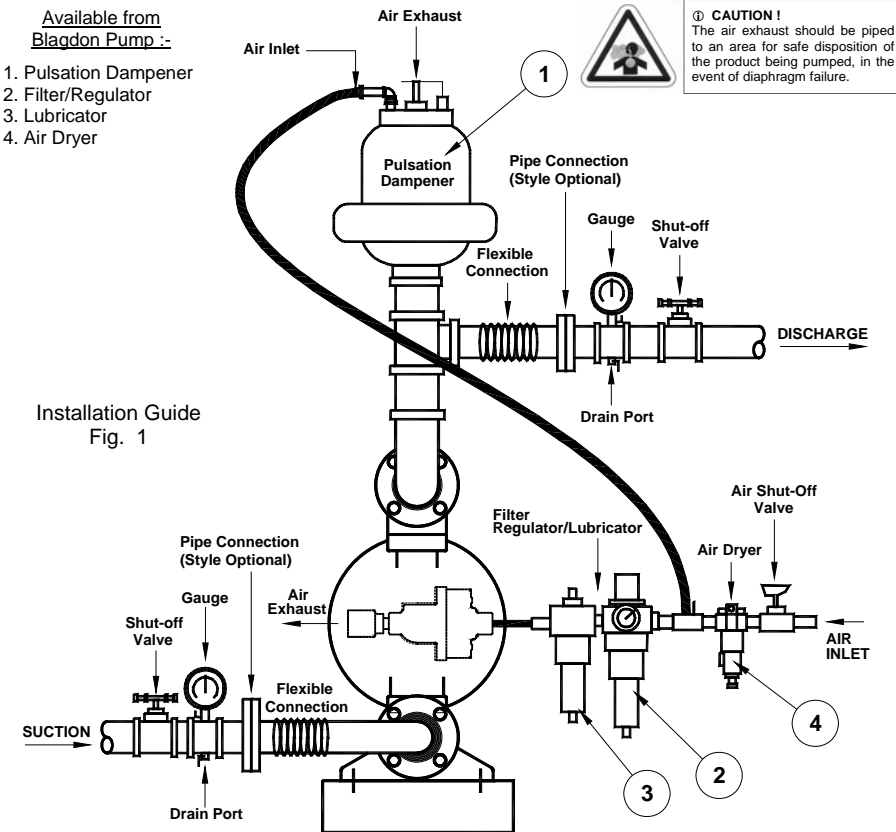 Available from
Blagdon Pump :-
1. Pulsation Dampener
2. Filter/Regulator
3. Lubricator
4. Air Dryer
Air Exhaust
Air Inlet
1
ⓘ CAUTION !
The air exhaust should be piped
to an area for safe disposition of
the product being pumped, in the
event of diaphragm failure.
Pulsation
Dampener
Pipe Connection
(Style Optional)
Gauge
Shut-off
Valve
Flexible
Connection
DISCHARGE
Drain Port
Installation Guide
Fig. 1
Filter
Regulator/Lubricator
Air Shut-Off
Valve
Air Dryer
AIR
INLET
Pipe Connection
(Style Optional)
Air
Exhaust
Gauge
Shut-off
Valve
Flexible
Connection
SUCTION
Drain Port
3
2
4